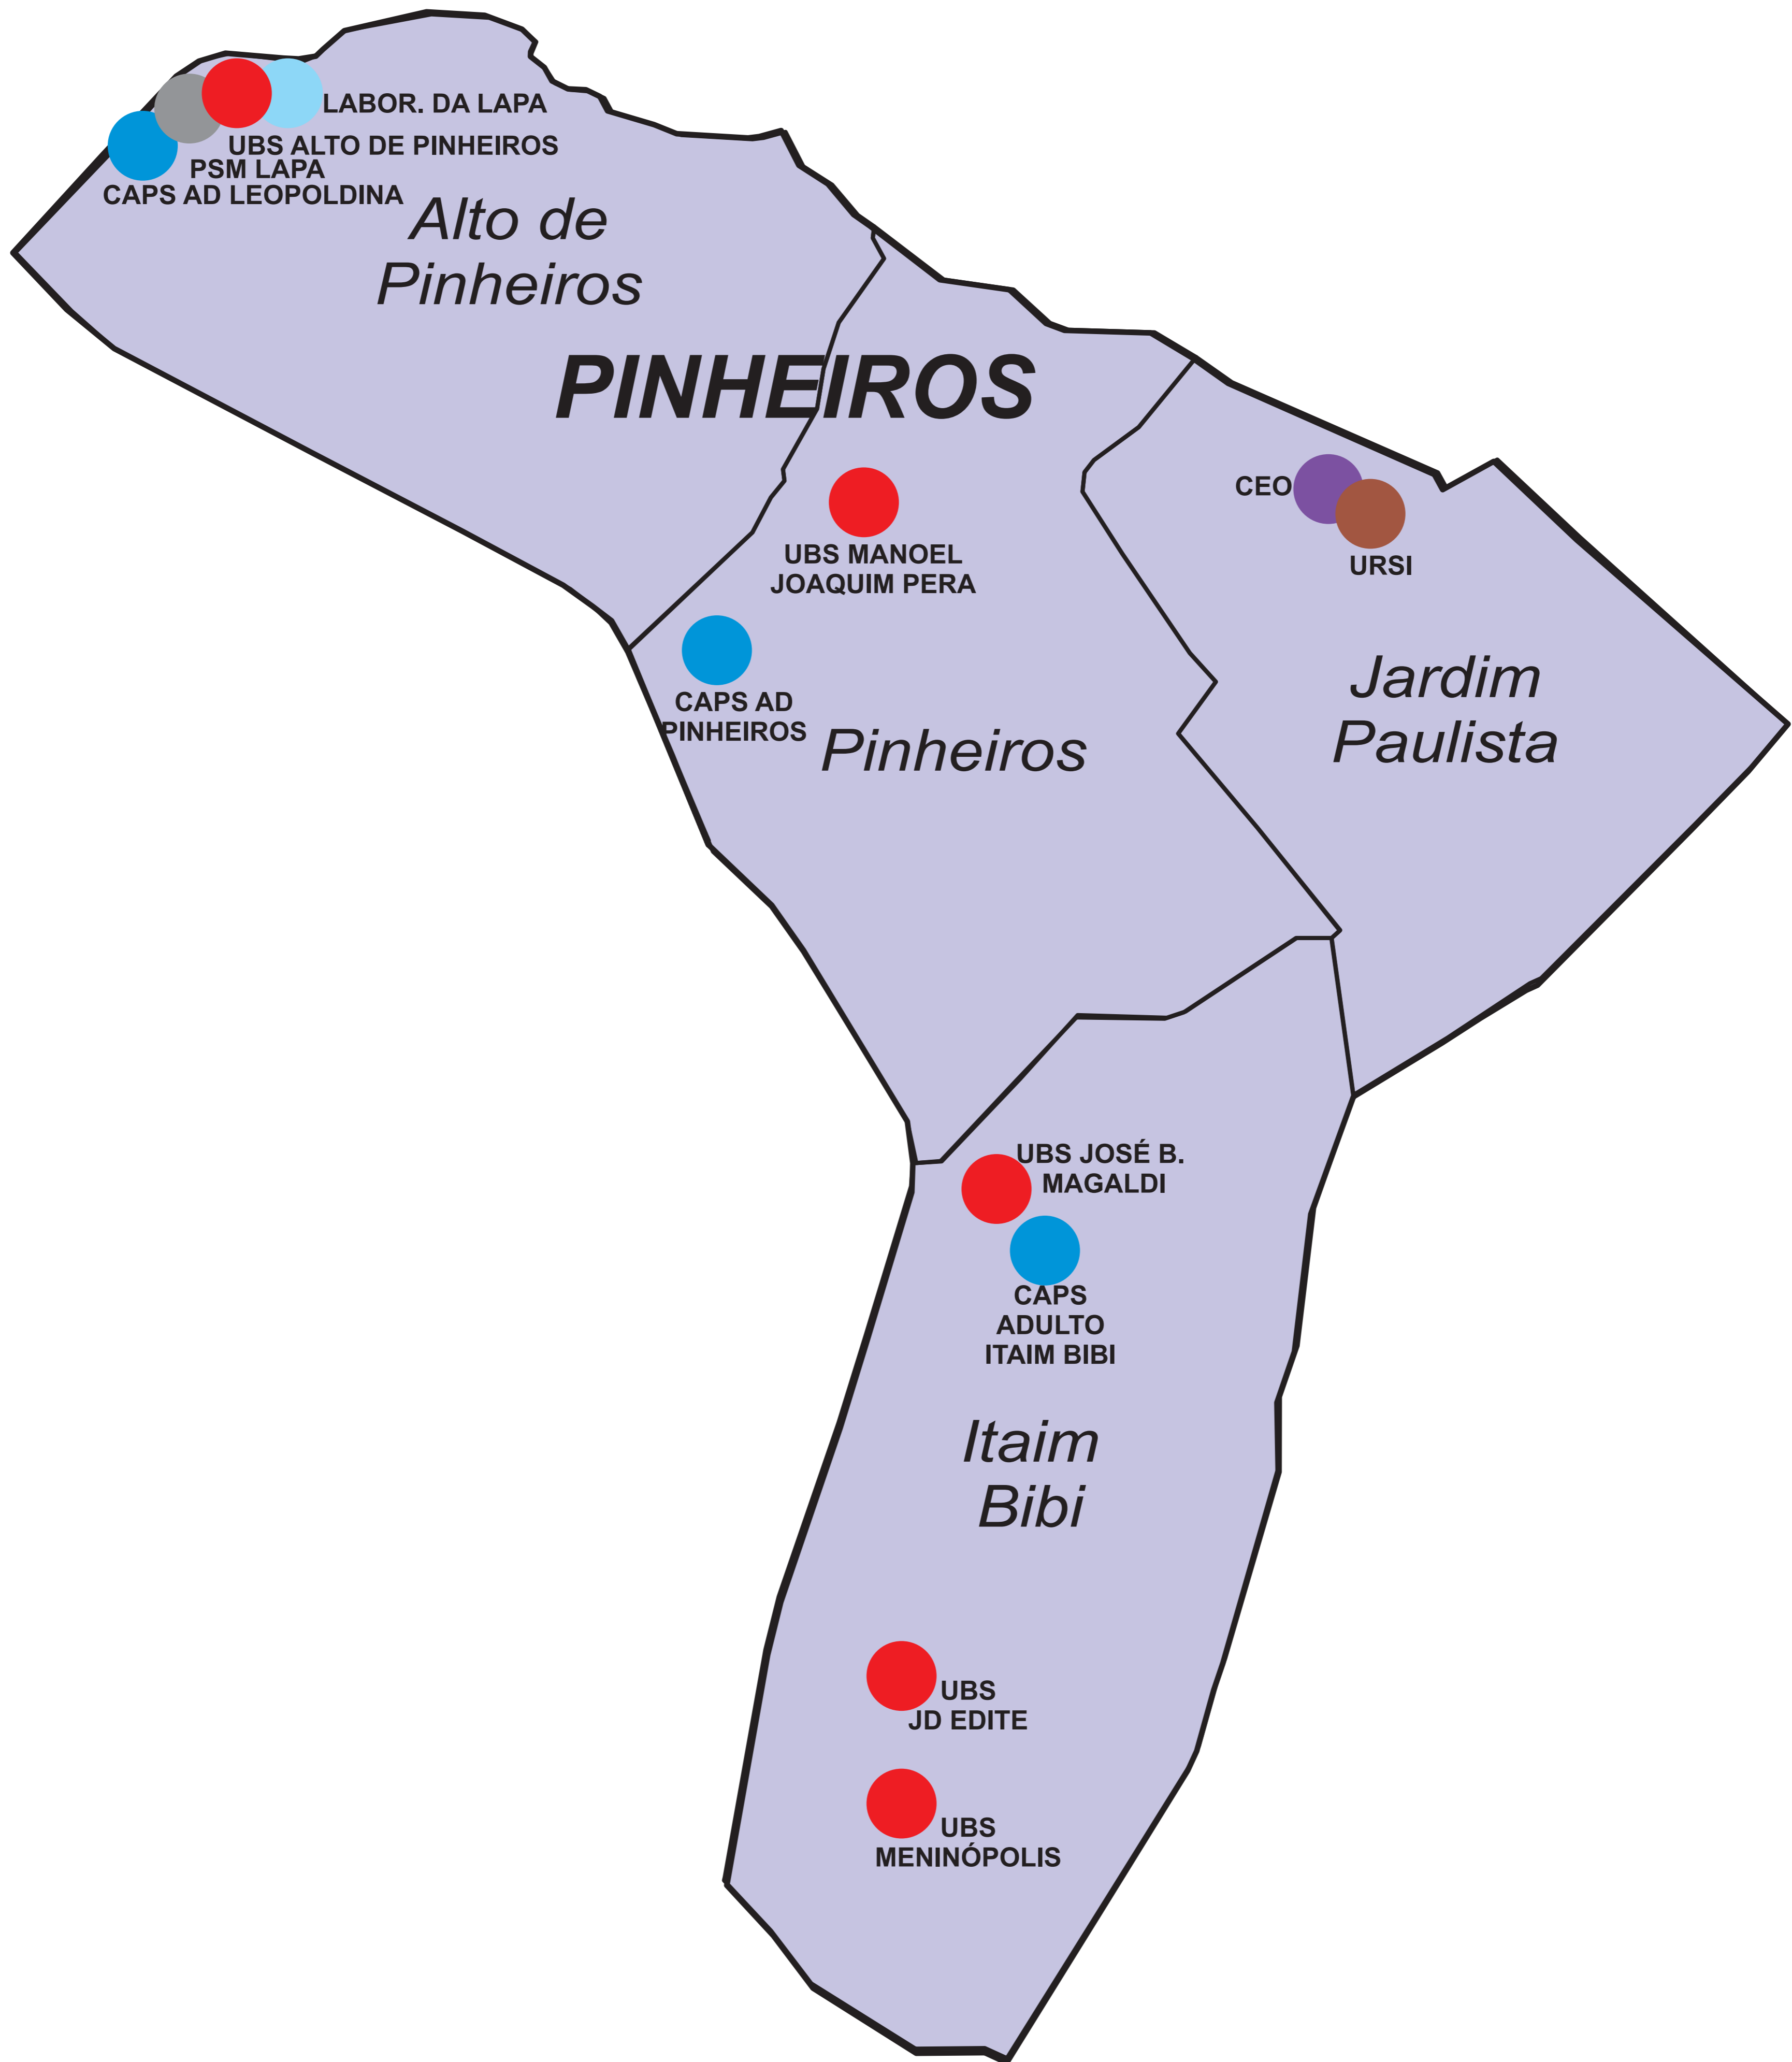 LABOR. DA LAPA
UBS ALTO DE PINHEIROS
PSM LAPA
CAPS AD LEOPOLDINA
Alto de
Pinheiros
PINHEIROS
CEO
URSI
UBS MANOEL
JOAQUIM PERA
CAPS AD
PINHEIROS
Pinheiros
Jardim
Paulista
UBS JOSÉ B.
MAGALDI
CAPS
ADULTO
ITAIM BIBI
Itaim
Bibi
UBS
JD EDITE
UBS
MENINÓPOLIS